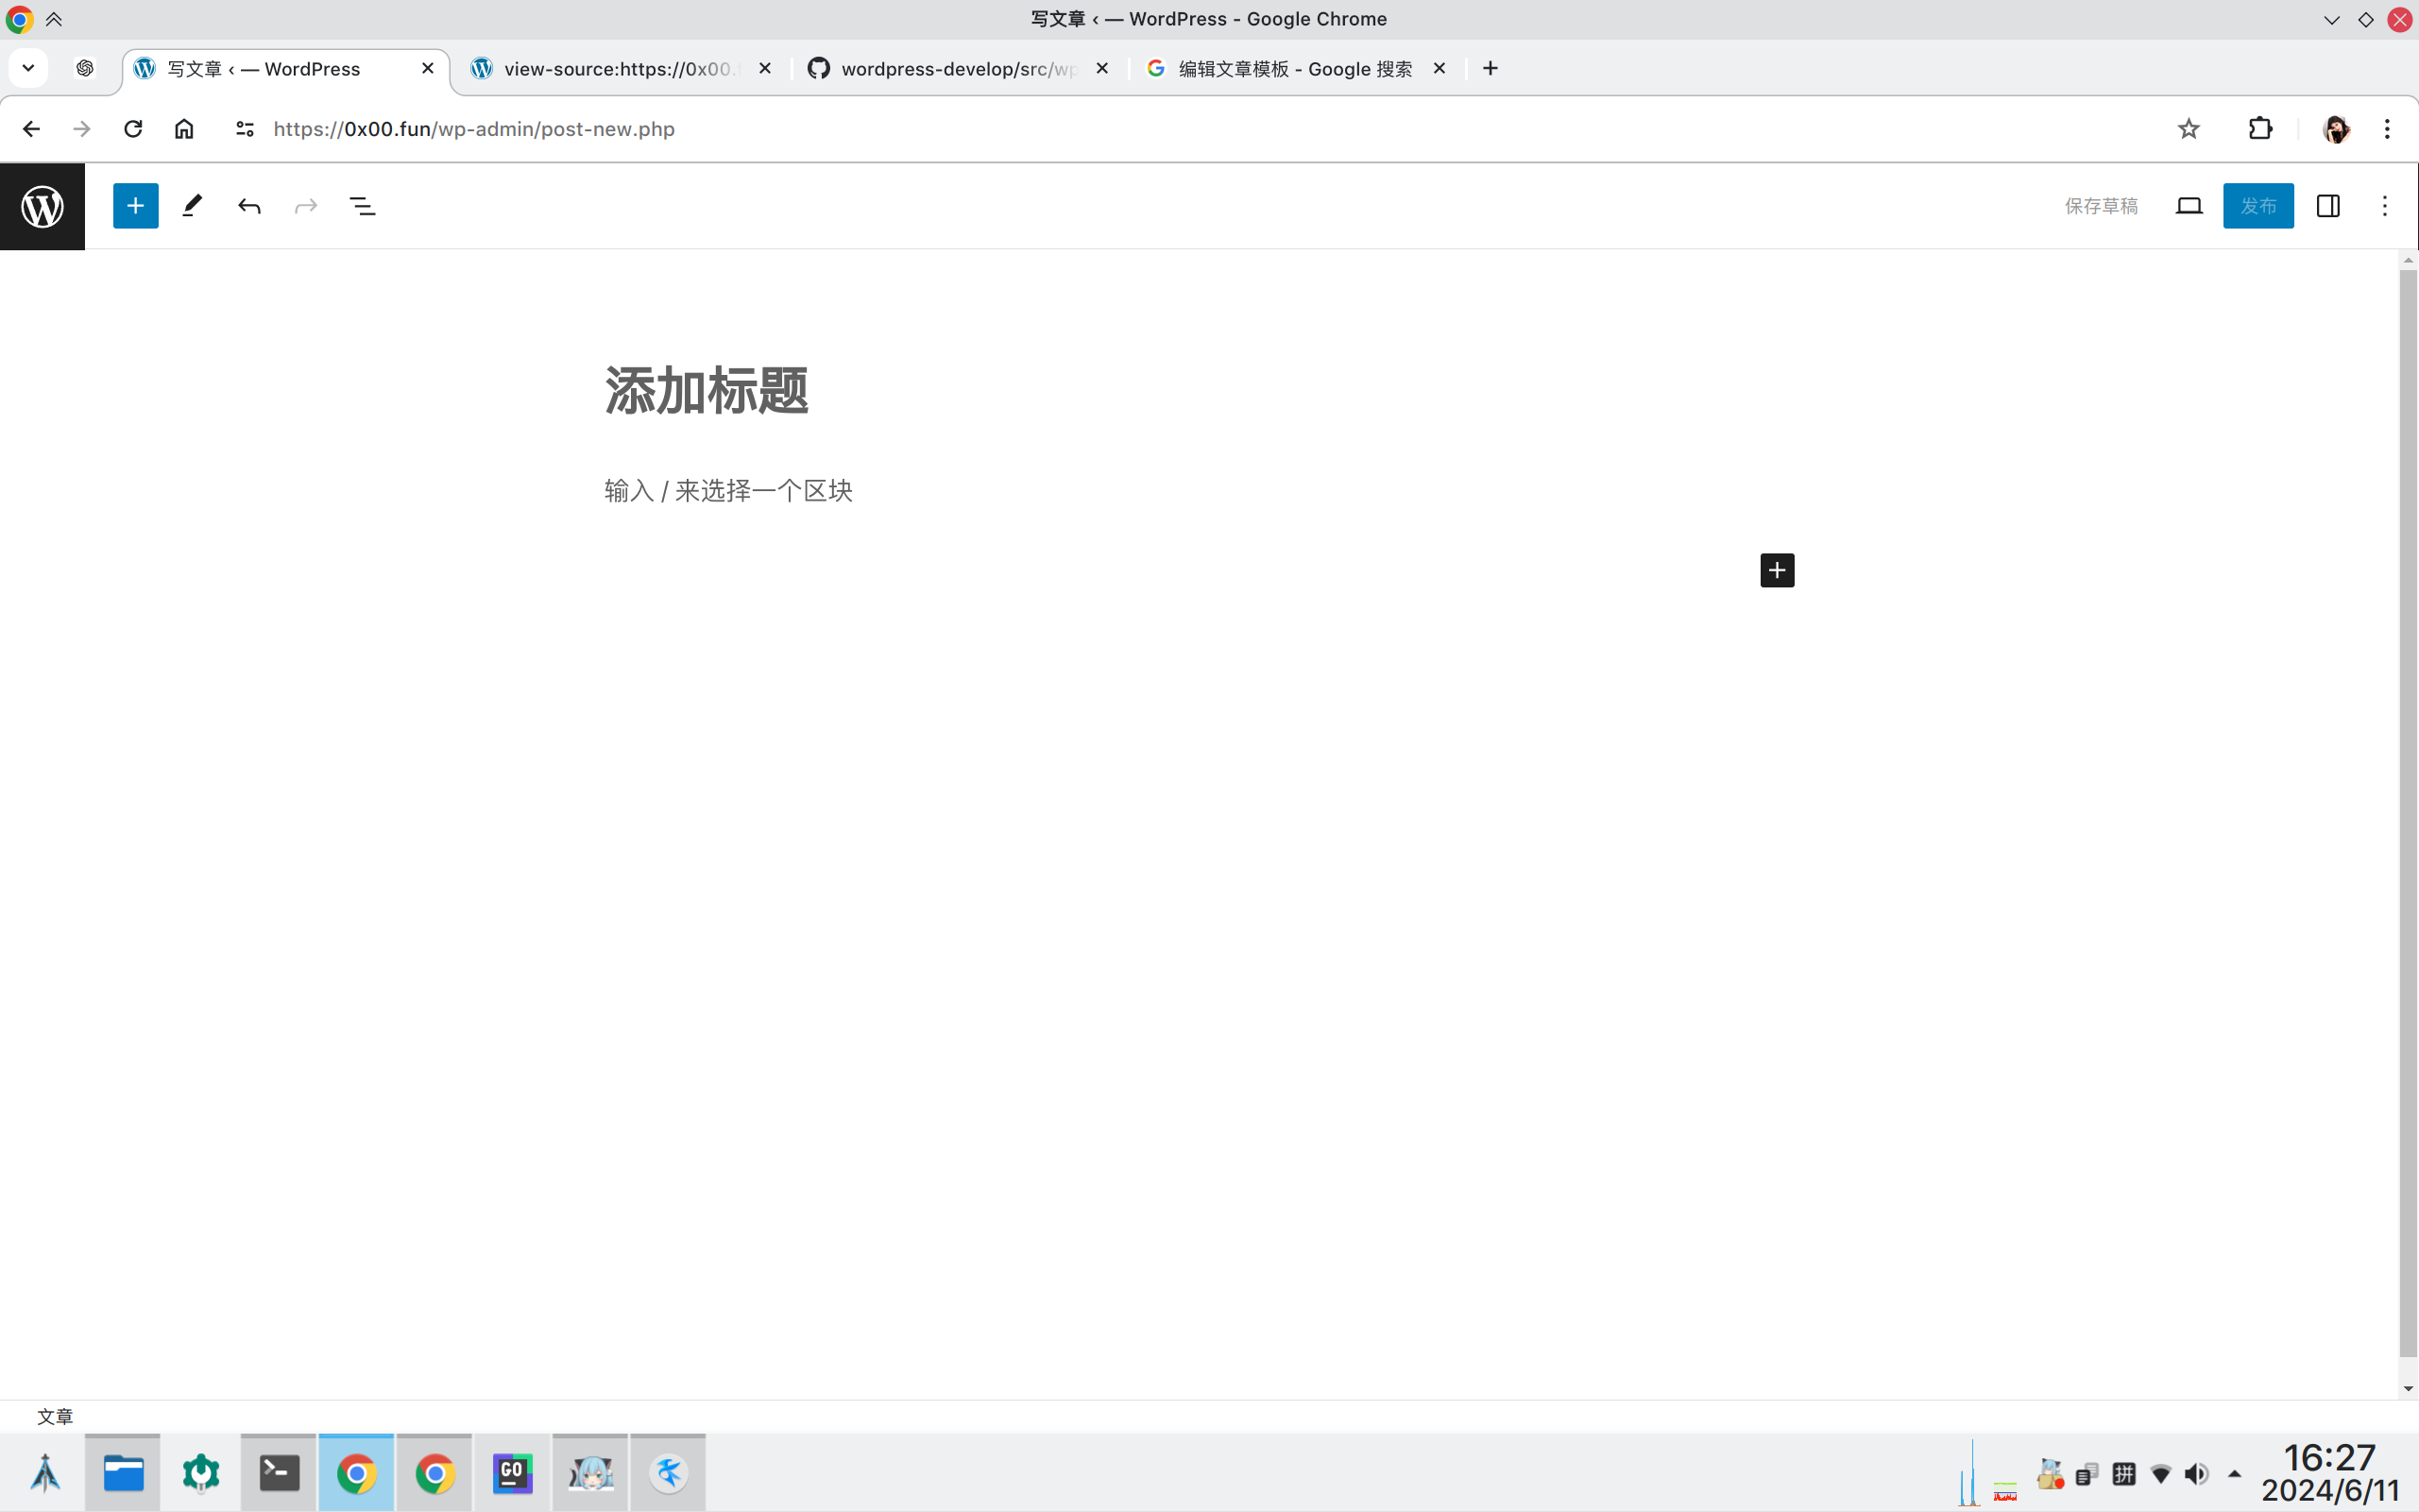 写文章 ‹ — WordPress - Google Chrome
写文章 ‹ — WordPress
view-source:https://0x00.f
wordpress-develop/src/wp
编辑文章模板 - Google 搜索
https://0x00.fun/wp-admin/post-new.php
保存草稿
发布
添加标题
输入 / 来选择一个区块
文章
GO
拼
16:27
2024/6/11